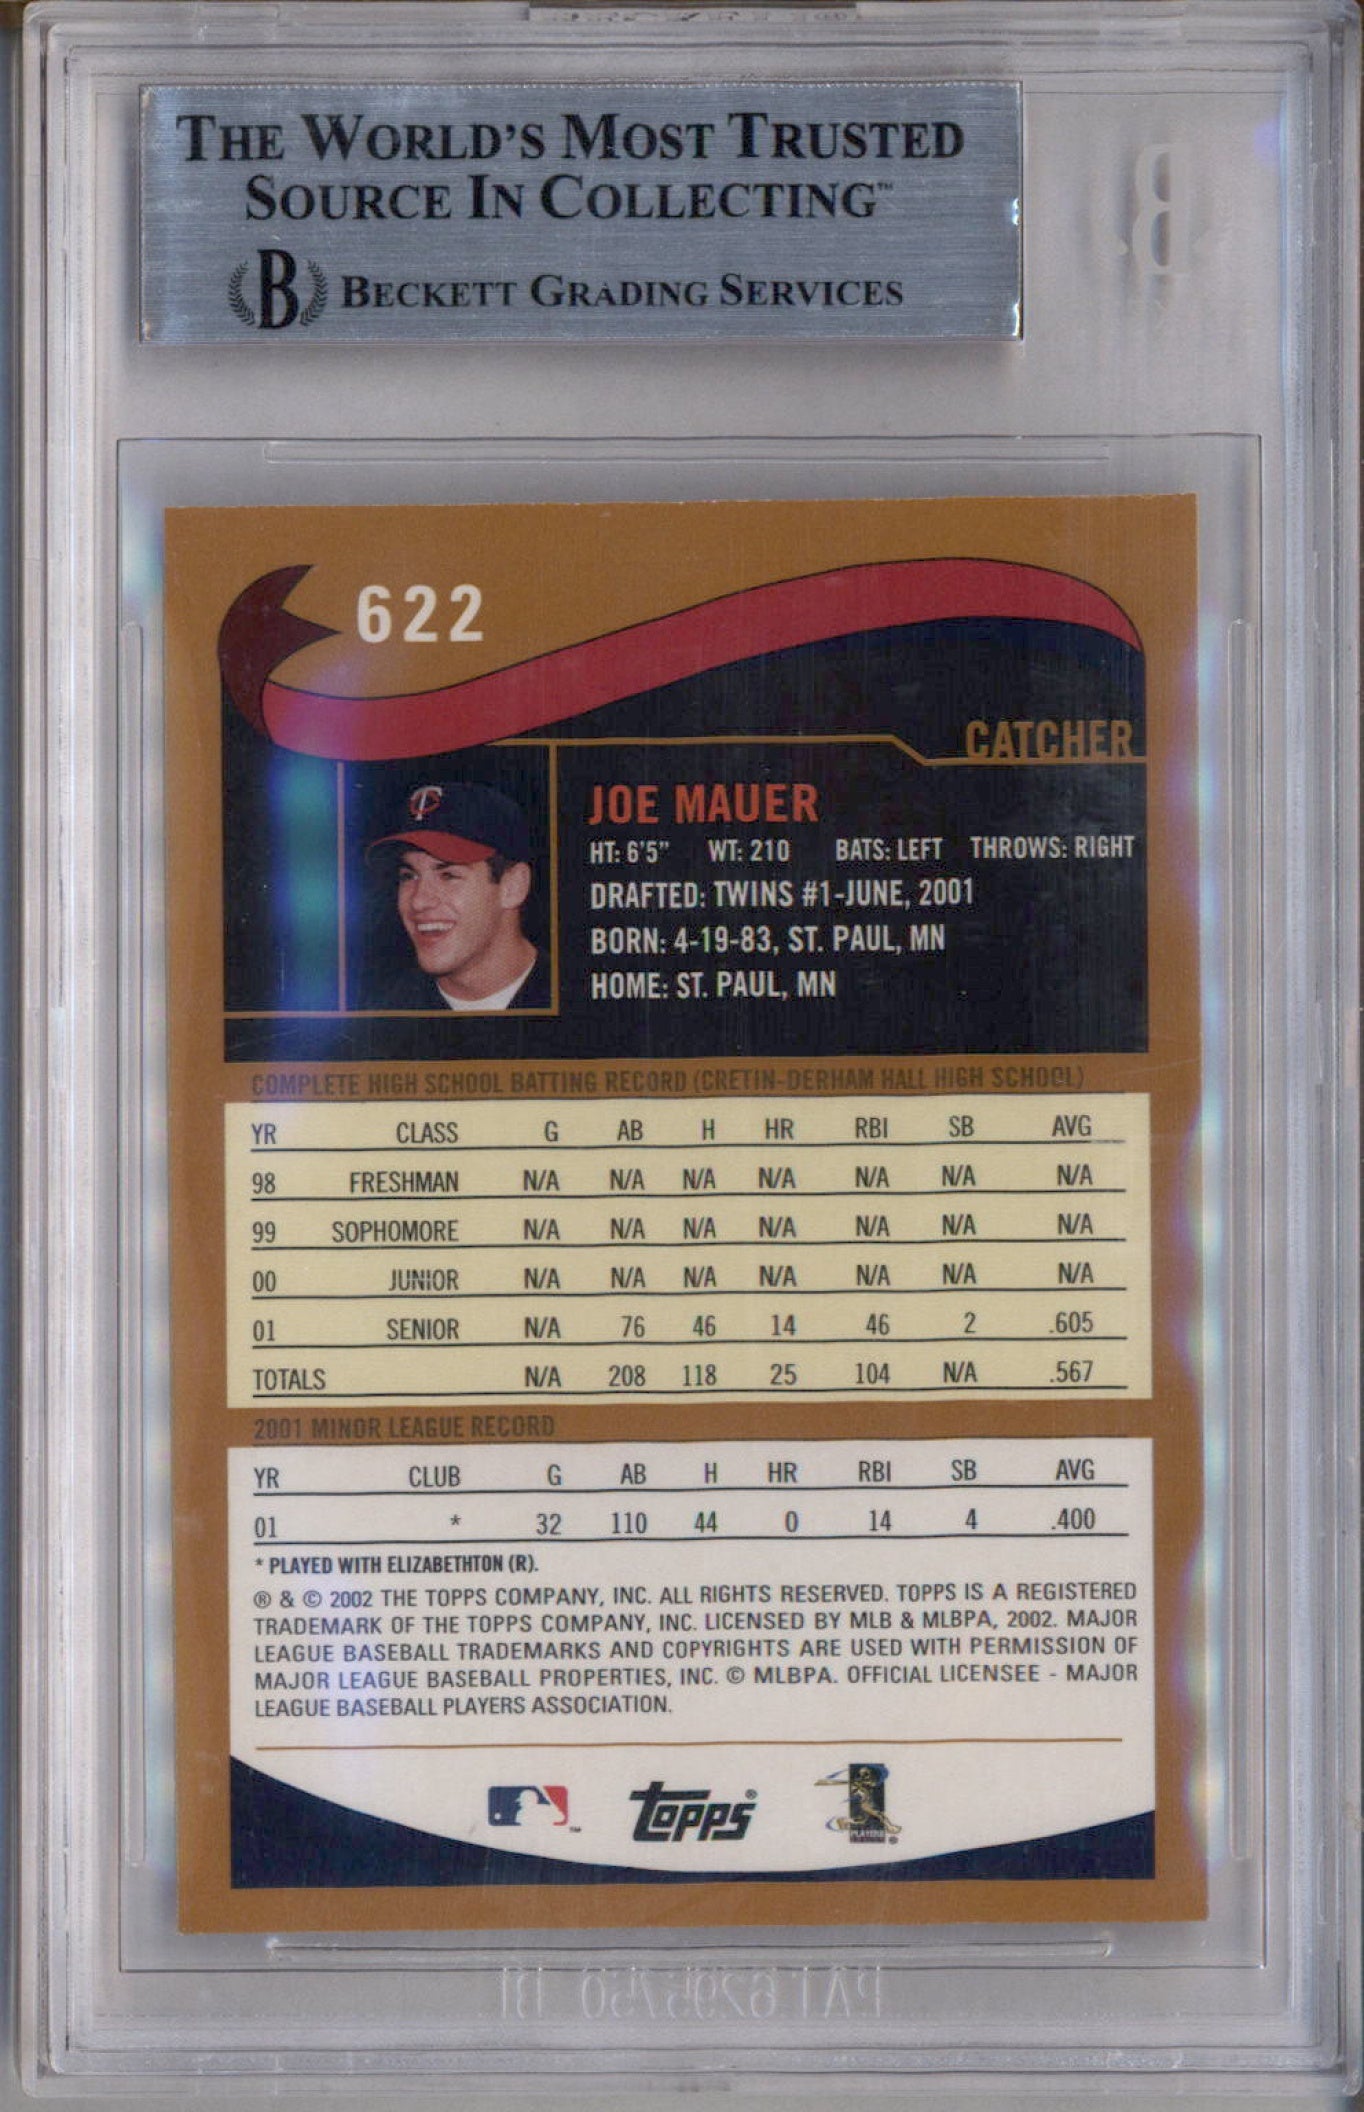 THE WORLD'S MOST TRUSTED
SOURCE IN COLLECTING™
B BECKETT GRADING SERVICES
622
CATCHER
JOE MAUER
HT: 6'5" WT: 210 BATS: LEFT THROWS: RIGHT
DRAFTED: TWINS #1-JUNE, 2001
BORN: 4-19-83, ST. PAUL, MN
HOME: ST. PAUL, MN
COMPLETE HIGH SCHOOL BATTING RECORD (CRETIN-DERHAM HALL HIGH SCHOOL)
YR CLASS G AB H HR RBI SB AVG
98 FRESHMAN N/A N/A N/A N/A N/A N/A N/A
99 SOPHOMORE N/A N/A N/A N/A N/A N/A N/A
00 JUNIOR N/A N/A N/A N/A N/A N/A N/A
01 SENIOR N/A 76 46 14 46 2 .605
TOTALS N/A 208 118 25 104 N/A .567
2001 MINOR LEAGUE RECORD
YR CLUB G AB H HR RBI SB AVG
01 * 32 110 44 0 14 4 .400
* PLAYED WITH ELIZABETHTON (R).
® & © 2002 THE TOPPS COMPANY, INC. ALL RIGHTS RESERVED. TOPPS IS A REGISTERED
TRADEMARK OF THE TOPPS COMPANY, INC. LICENSED BY MLB & MLBPA, 2002. MAJOR
LEAGUE BASEBALL TRADEMARKS AND COPYRIGHTS ARE USED WITH PERMISSION OF
MAJOR LEAGUE BASEBALL PROPERTIES, INC. © MLBPA. OFFICIAL LICENSEE - MAJOR
LEAGUE BASEBALL PLAYERS ASSOCIATION.
TOPPS®